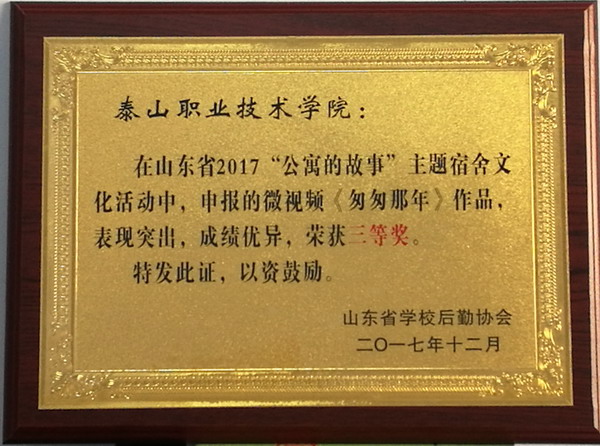 泰山职业技术学院：
在山东省2017“公寓的故事”主题宿舍文
化活动中，申报的微视频《匆匆那年》作品，
表现突出，成绩优异，荣获三等奖。
特发此证，以资鼓励。
山东省学校后勤协会
二〇一七年十二月